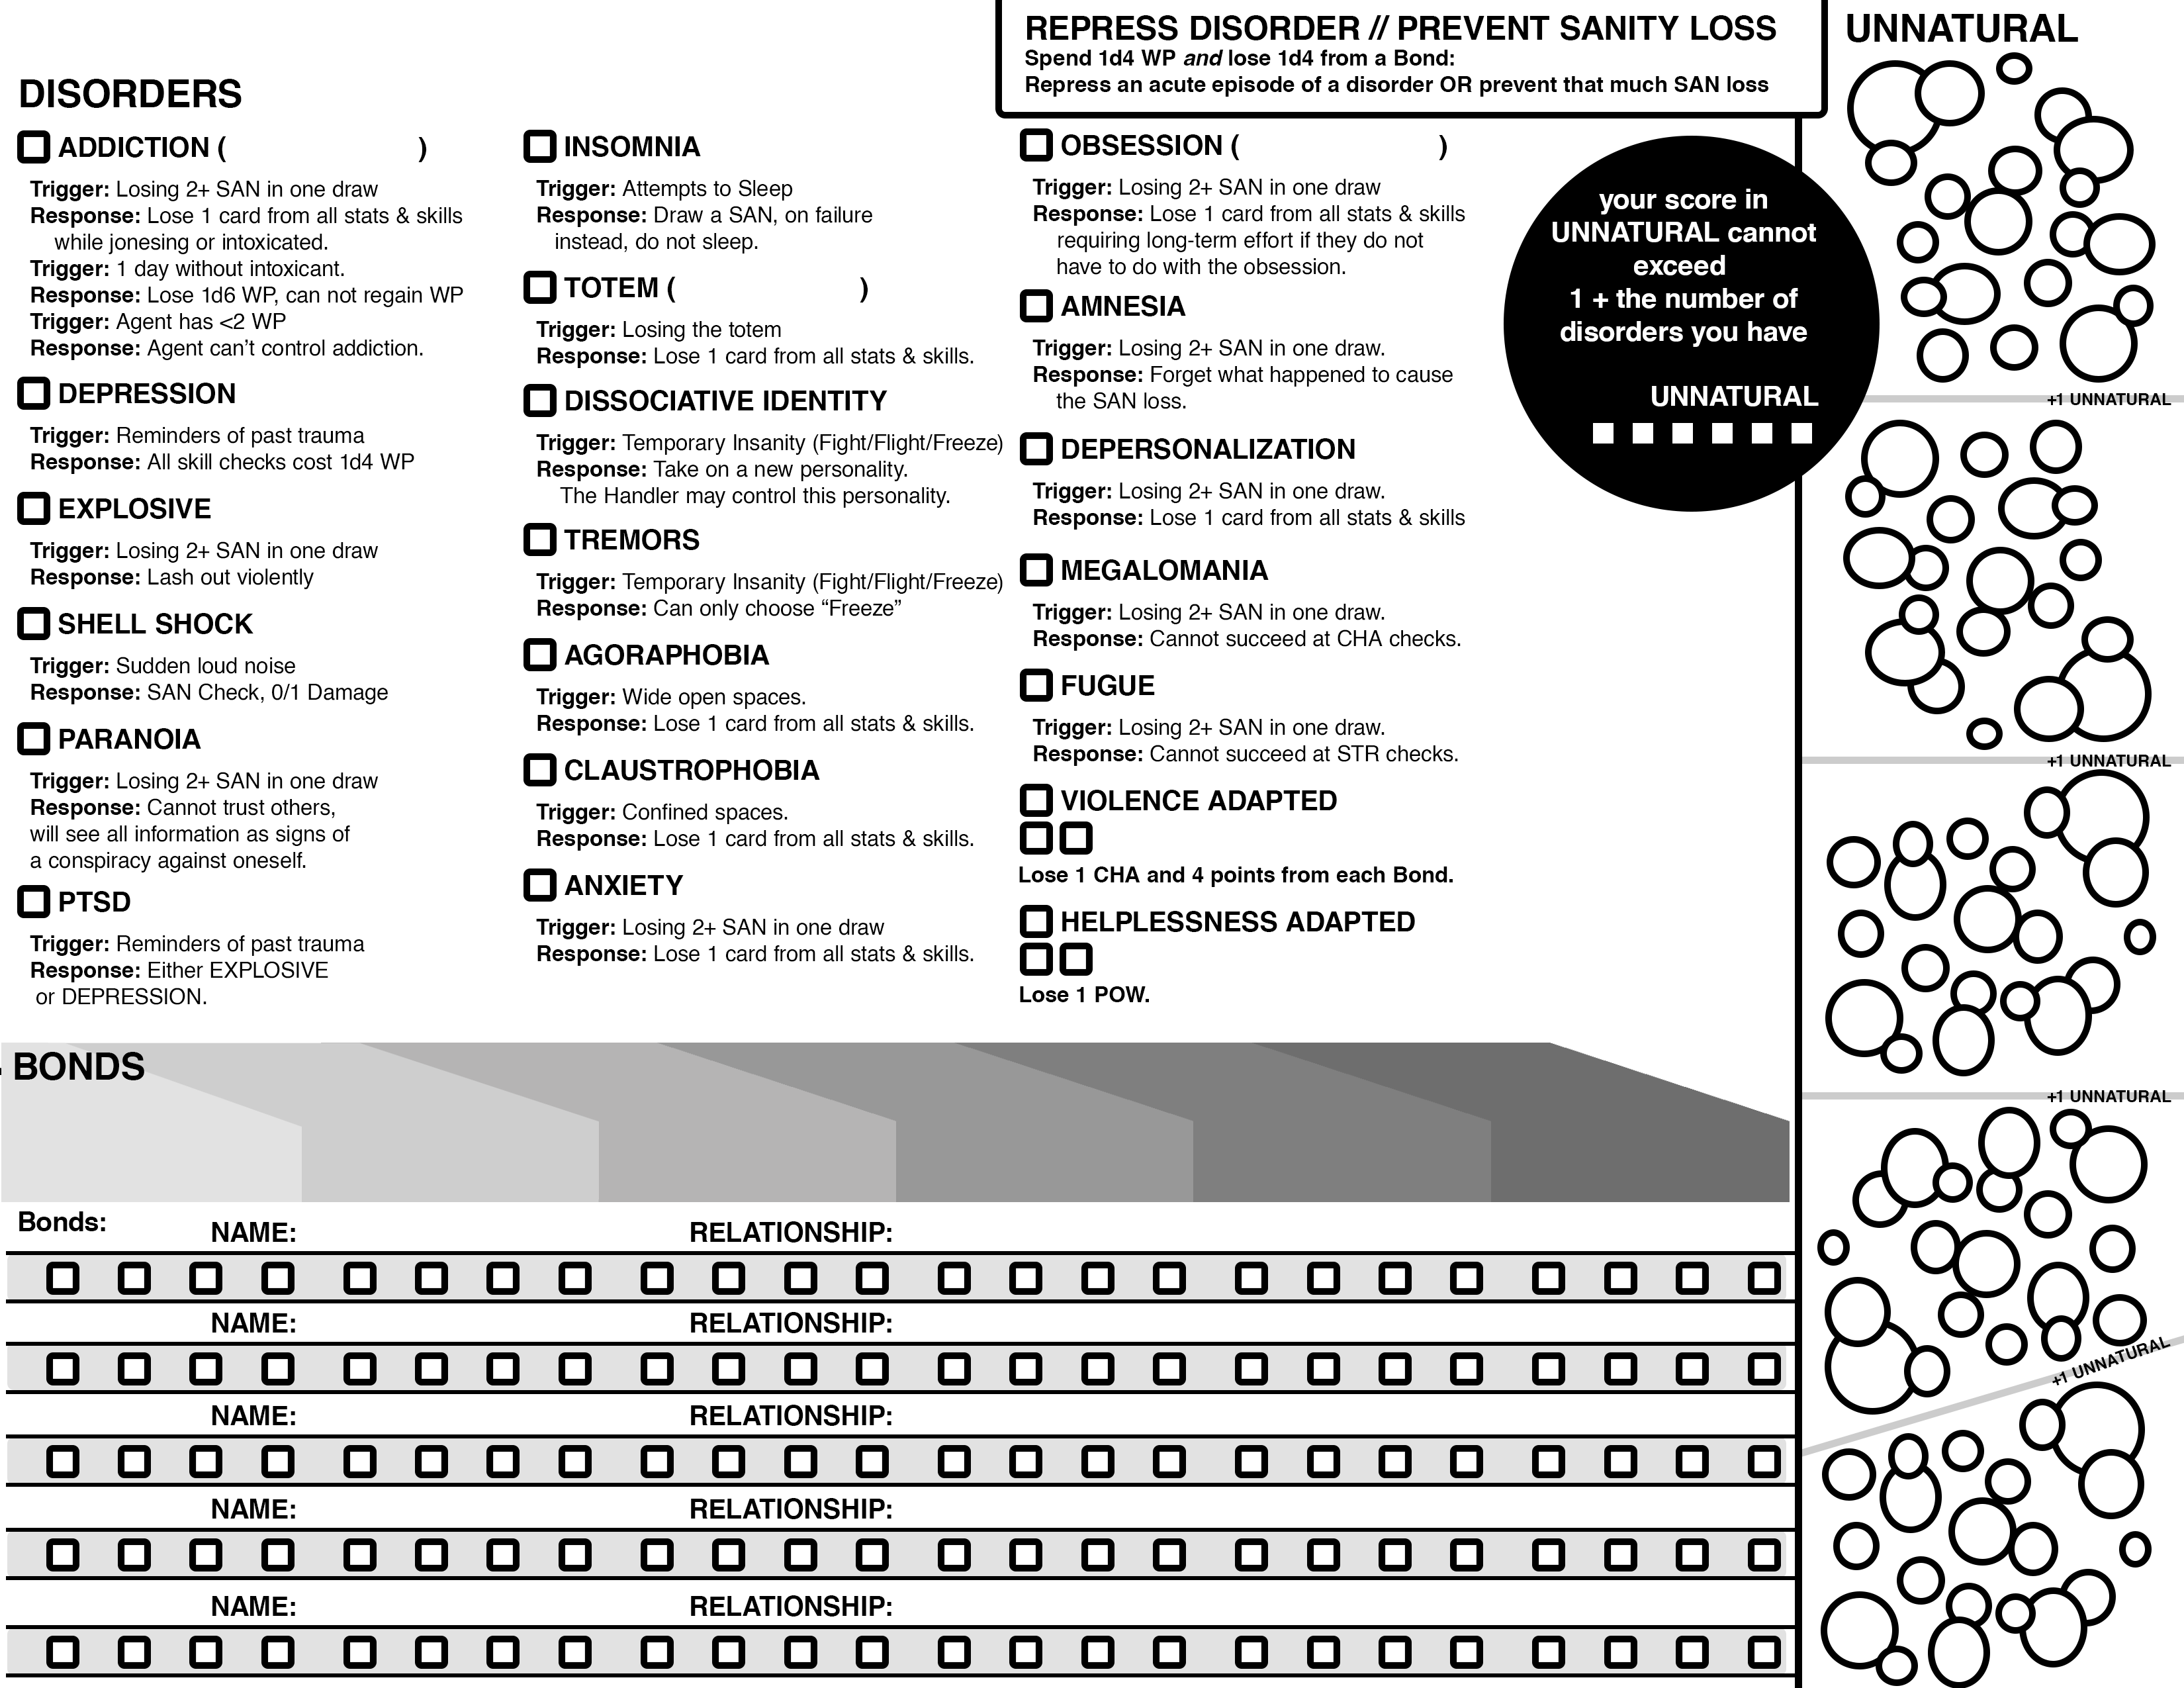 REPRESS DISORDER // PREVENT SANITY LOSS
Spend 1d4 WP and lose 1d4 from a Bond:
Repress an acute episode of a disorder OR prevent that much SAN loss
UNNATURAL
DISORDERS
ADDICTION ( )
Trigger: Losing 2+ SAN in one draw
Response: Lose 1 card from all stats & skills
while jonesing or intoxicated.
Trigger: 1 day without intoxicant.
Response: Lose 1d6 WP, can not regain WP
Trigger: Agent has <2 WP
Response: Agent can’t control addiction.
DEPRESSION
Trigger: Reminders of past trauma
Response: All skill checks cost 1d4 WP
EXPLOSIVE
Trigger: Losing 2+ SAN in one draw
Response: Lash out violently
SHELL SHOCK
Trigger: Sudden loud noise
Response: SAN Check, 0/1 Damage
PARANOIA
Trigger: Losing 2+ SAN in one draw
Response: Cannot trust others,
will see all information as signs of
a conspiracy against oneself.
PTSD
Trigger: Reminders of past trauma
Response: Either EXPLOSIVE
or DEPRESSION.
INSOMNIA
Trigger: Attempts to Sleep
Response: Draw a SAN, on failure
instead, do not sleep.
TOTEM ( )
Trigger: Losing the totem
Response: Lose 1 card from all stats & skills.
DISSOCIATIVE IDENTITY
Trigger: Temporary Insanity (Fight/Flight/Freeze)
Response: Take on a new personality.
The Handler may control this personality.
TREMORS
Trigger: Temporary Insanity (Fight/Flight/Freeze)
Response: Can only choose “Freeze”
AGORAPHOBIA
Trigger: Wide open spaces.
Response: Lose 1 card from all stats & skills.
CLAUSTROPHOBIA
Trigger: Confined spaces.
Response: Lose 1 card from all stats & skills.
ANXIETY
Trigger: Losing 2+ SAN in one draw
Response: Lose 1 card from all stats & skills.
OBSESSION ( )
Trigger: Losing 2+ SAN in one draw
Response: Lose 1 card from all stats & skills
requiring long-term effort if they do not
have to do with the obsession.
AMNESIA
Trigger: Losing 2+ SAN in one draw.
Response: Forget what happened to cause
the SAN loss.
DEPERSONALIZATION
Trigger: Losing 2+ SAN in one draw.
Response: Lose 1 card from all stats & skills
MEGALOMANIA
Trigger: Losing 2+ SAN in one draw.
Response: Cannot succeed at CHA checks.
FUGUE
Trigger: Losing 2+ SAN in one draw.
Response: Cannot succeed at STR checks.
VIOLENCE ADAPTED
Lose 1 CHA and 4 points from each Bond.
HELPLESSNESS ADAPTED
Lose 1 POW.
your score in
UNNATURAL cannot
exceed
1 + the number of
disorders you have
UNNATURAL
+1 UNNATURAL
+1 UNNATURAL
+1 UNNATURAL
+1 UNNATURAL
BONDS
Bonds:
NAME: RELATIONSHIP:
NAME: RELATIONSHIP:
NAME: RELATIONSHIP:
NAME: RELATIONSHIP:
NAME: RELATIONSHIP: